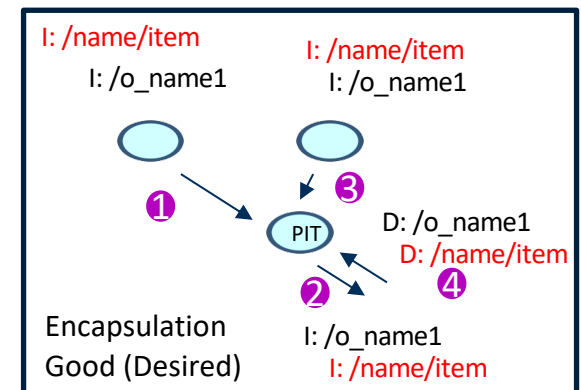 I: /name/item
I: /o_name1
I: /name/item
I: /o_name1
1
3
PIT
D: /o_name1
D: /name/item
2
4
I: /o_name1
I: /name/item
Encapsulation
Good (Desired)